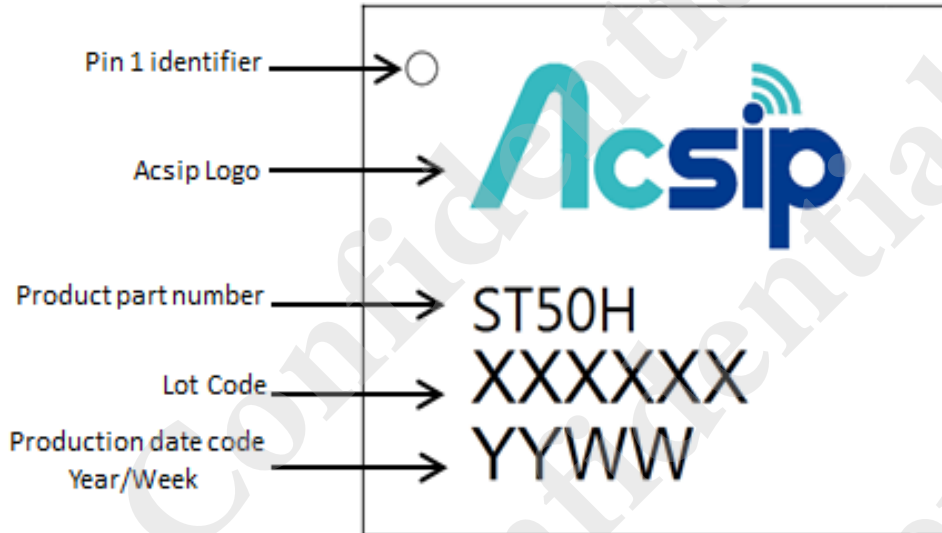 Pin 1 identifier
Acsip Logo
Acsip
Product part number
ST50H
Lot Code
XXXXXX
Production date code
Year/Week
YYWW
Confidential
Confidential